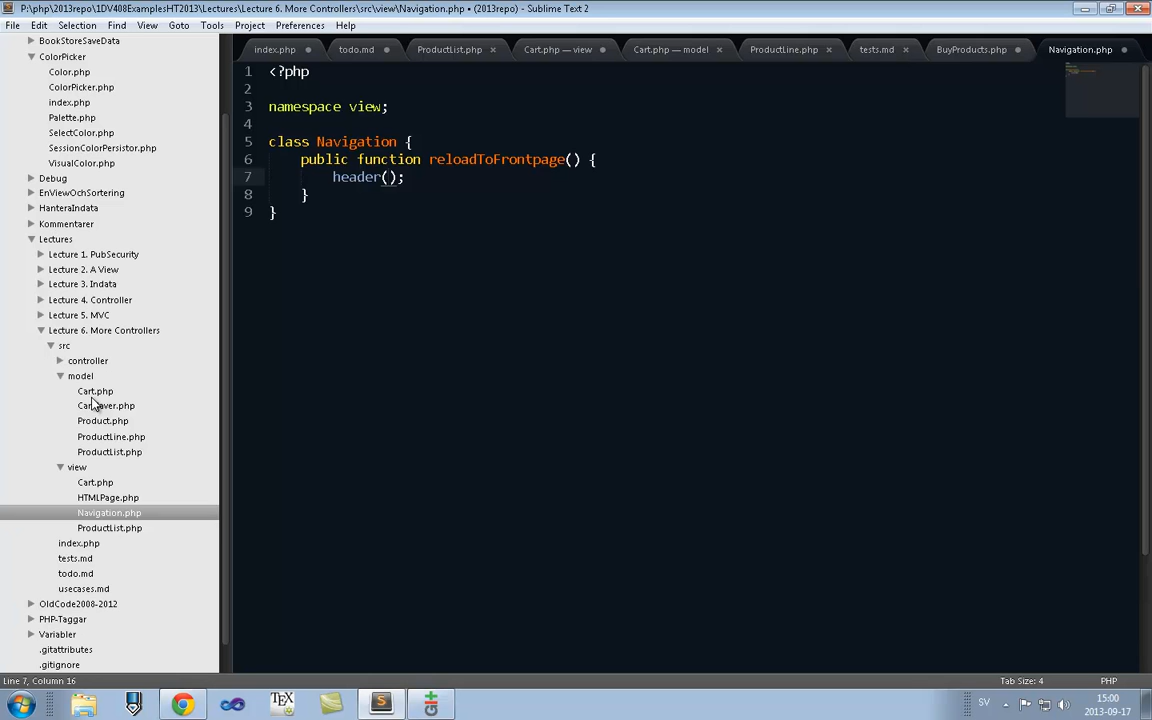 P:\php\2013repo\1DV408ExamplesHT2013\Lectures\Lecture 6. More Controllers\src\view\Navigation.php • (2013repo) - Sublime Text 2
File Edit Selection Find View Goto Tools Project Preferences Help
index.php todo.md ProductList.php Cart.php — view Cart.php — model ProductLine.php tests.md BuyProducts.php Navigation.php
BookStoreSaveData
ColorPicker
Color.php
ColorPicker.php
index.php
Palette.php
SelectColor.php
SessionColorPersistor.php
VisualColor.php
Debug
EnViewOchSortering
HanteraIndata
Kommentarer
Lectures
Lecture 1. PubSecurity
Lecture 2. A View
Lecture 3. Indata
Lecture 4. Controller
Lecture 5. MVC
Lecture 6. More Controllers
src
controller
model
Cart.php
Product.php
ProductLine.php
ProductList.php
view
Cart.php
HTMLPage.php
Navigation.php
ProductList.php
index.php
tests.md
todo.md
usecases.md
OldCode2008-2012
PHP-Taggar
Variabler
.gitattributes
.gitignore
1 <?php
2
3 namespace view;
4
5 class Navigation {
6 public function reloadToFrontpage() {
7 header();
8 }
9 }
Line 7, Column 16
Tab Size: 4 PHP
SV
15:00
2013-09-17